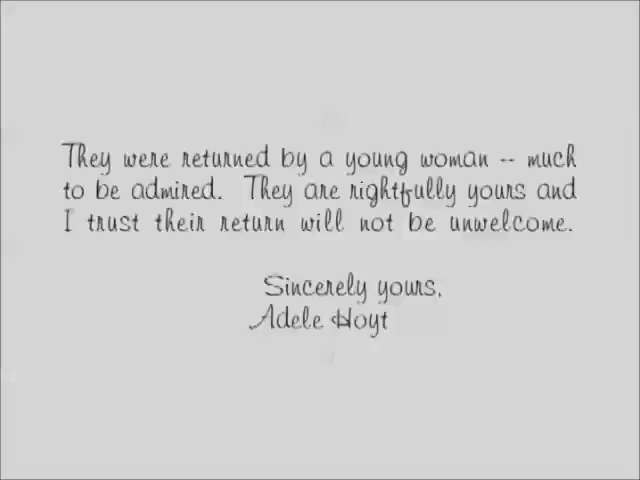 They were returned by a young woman -- much
to be admired. They are rightfully yours and
I trust their return will not be unwelcome.
Sincerely yours,
Adele Hoyt